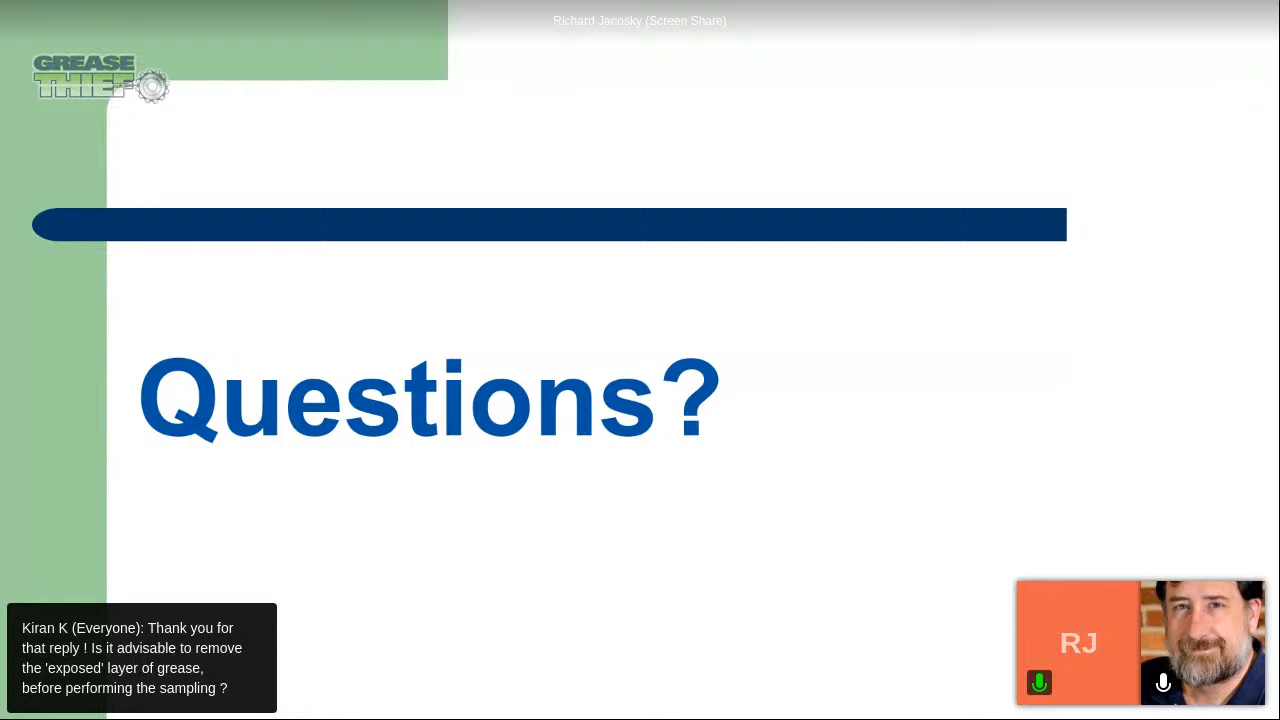 Richard Janosky (Screen Share)
GREASE
THIEF
Questions?
Kiran K (Everyone): Thank you for
that reply ! Is it advisable to remove
the 'exposed' layer of grease,
before performing the sampling ?
RJ